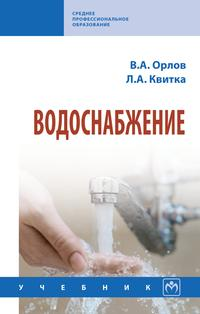 СРЕДНЕЕ
ПРОФЕССИОНАЛЬНОЕ
ОБРАЗОВАНИЕ
В.А. Орлов
Л.А. Квитка
ВОДОСНАБЖЕНИЕ
УЧЕБНИК